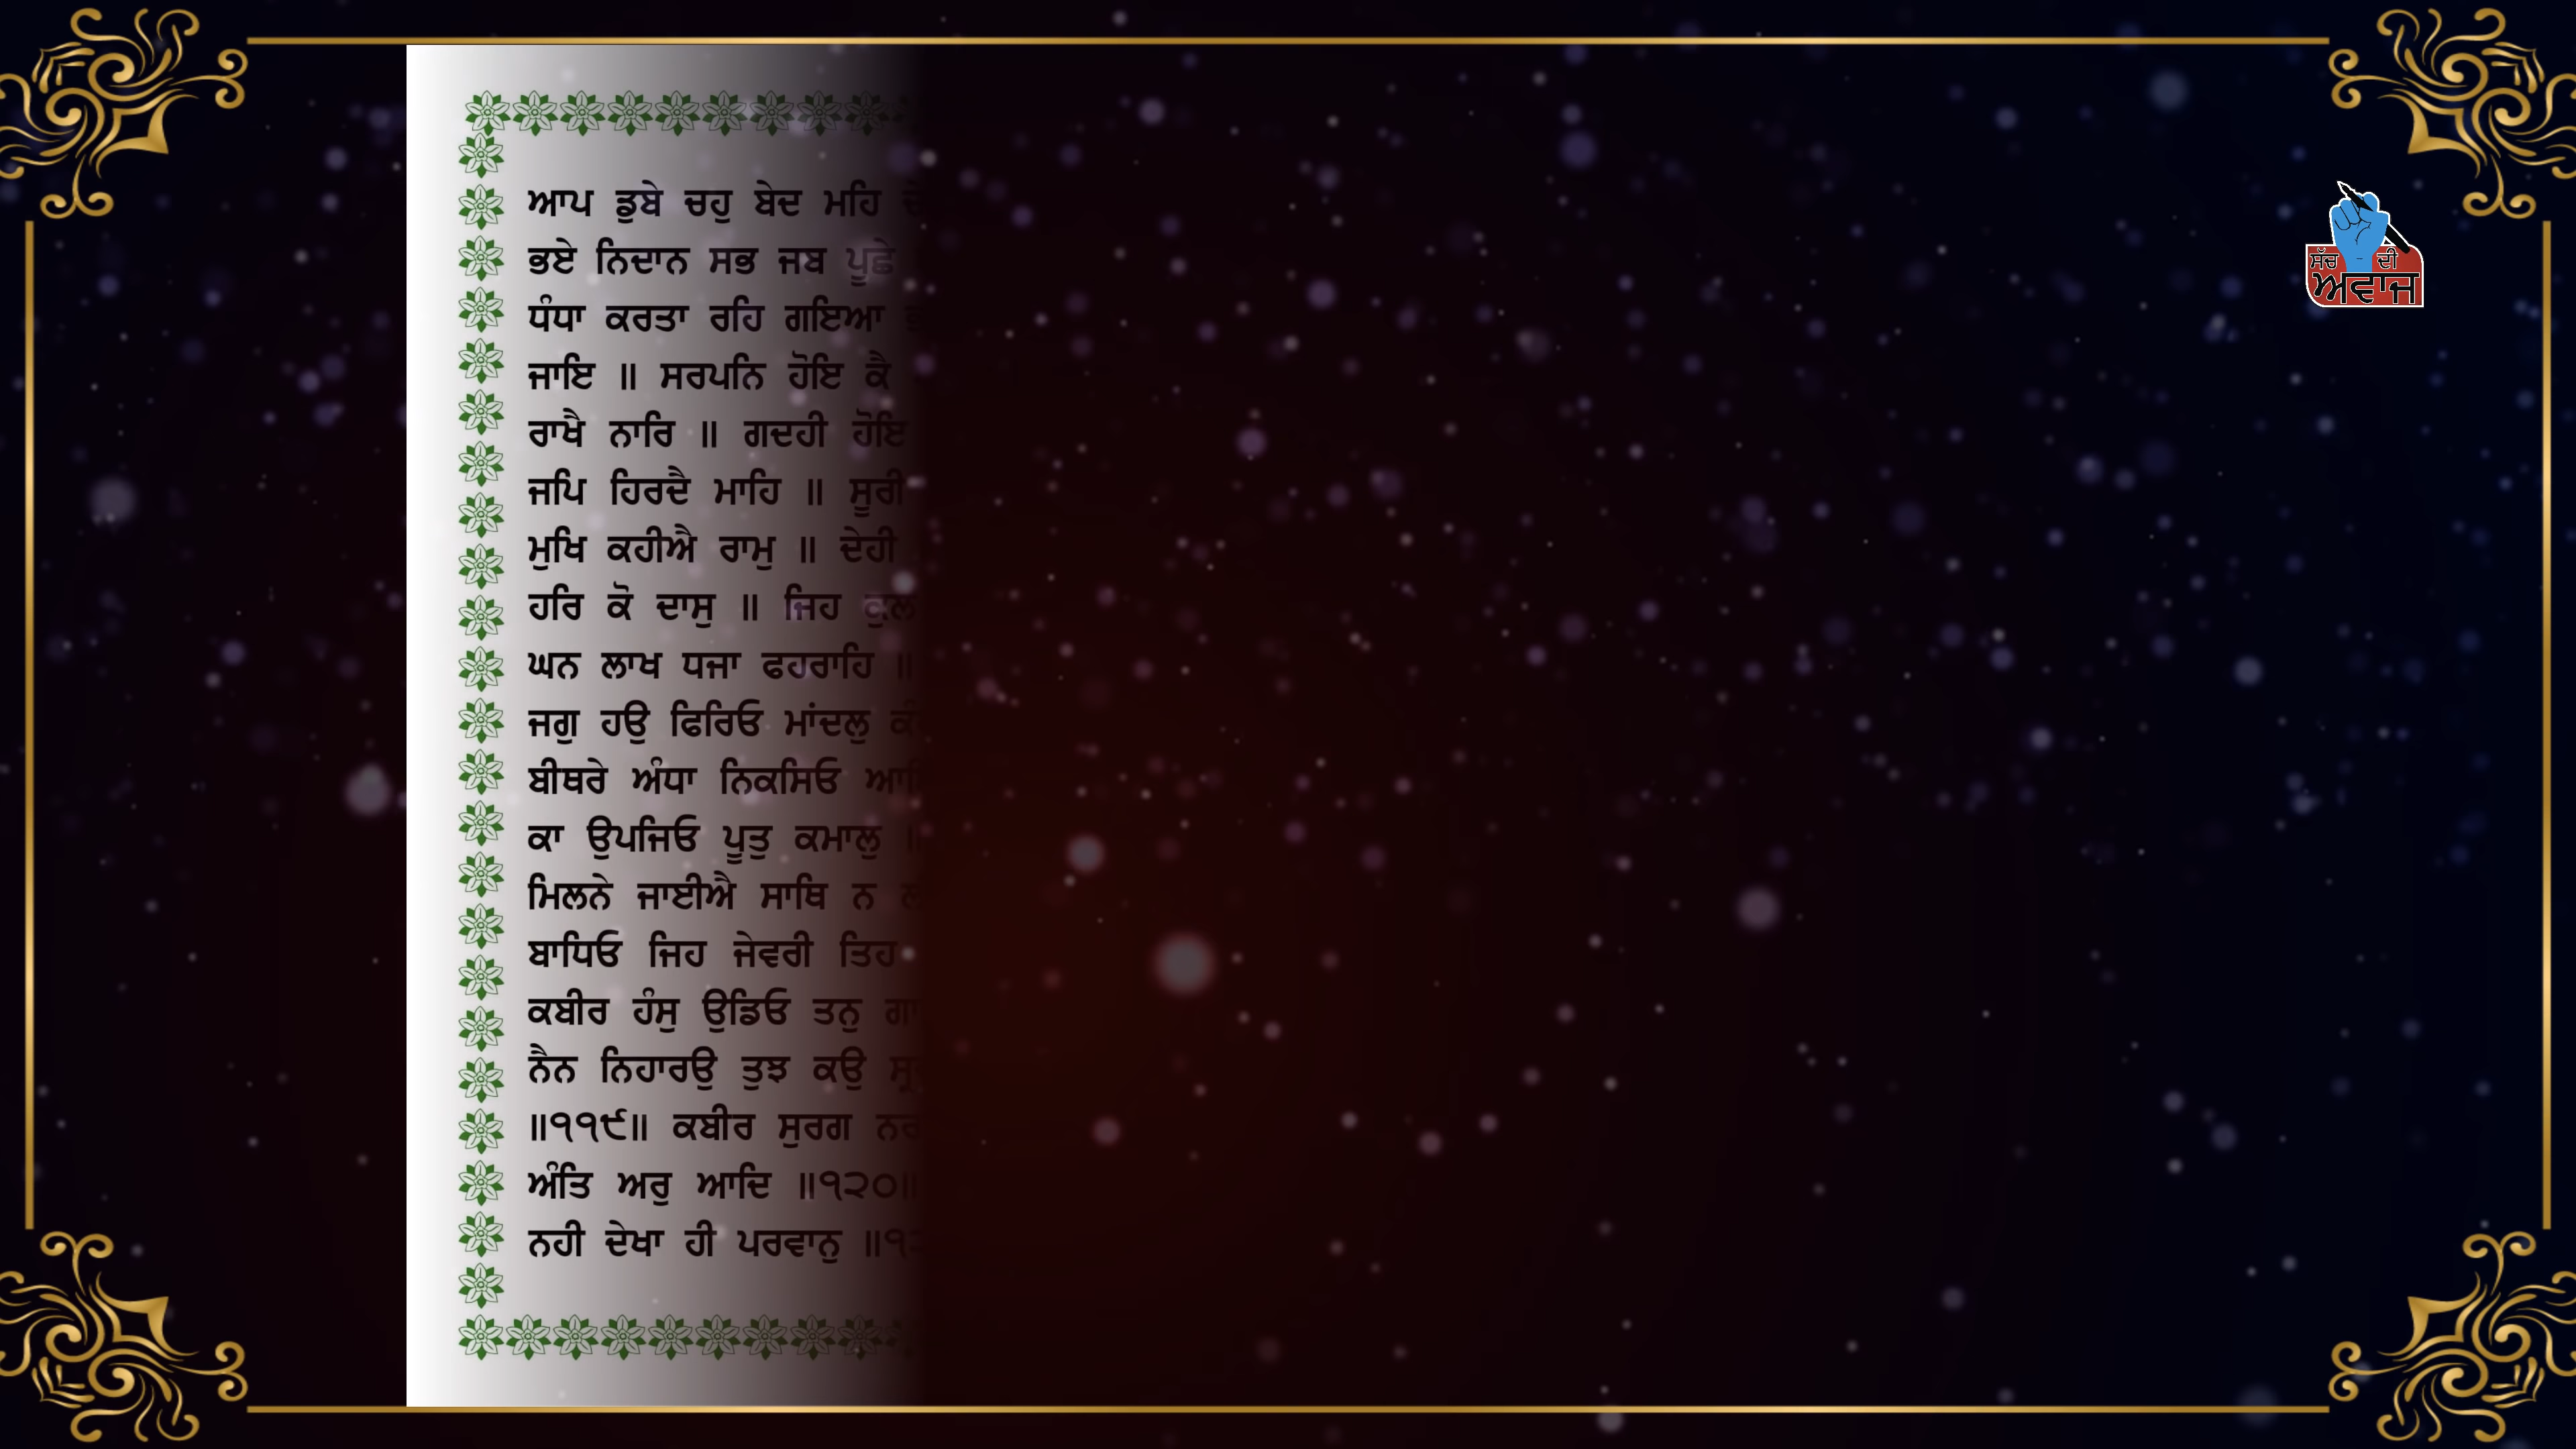 ਆਪ ਡੁਬੇ ਚਹੁ ਬੇਦ ਮਹਿ
ਭਏ ਨਿਦਾਨ ਸਭ ਜਬ ਪੂਛੇ
ਧੰਧਾ ਕਰਤਾ ਰਹਿ ਗਇਆ
ਜਾਇ ॥ ਸਰਪਨਿ ਹੋਇ ਕੈ
ਰਾਖੈ ਨਾਰਿ ॥ ਗਦਹੀ ਹੋਇ
ਜਪਿ ਹਿਰਦੈ ਮਾਹਿ ॥ ਸੂਰੀ
ਮੁਖਿ ਕਹੀਐ ਰਾਮੁ ॥ ਦੇਹੀ
ਹਰਿ ਕੋ ਦਾਸੁ ॥ ਜਿਹ ਕੁਲ
ਘਨ ਲਾਖ ਧਜਾ ਫਹਰਾਹਿ ॥
ਜਗੁ ਹਉ ਫਿਰਿਓ ਮਾਂਦਲੁ
ਬੀਥਰੇ ਅੰਧਾ ਨਿਕਸਿਓ
ਕਾ ਉਪਜਿਓ ਪੂਤੁ ਕਮਾਲੁ ॥
ਮਿਲਨੇ ਜਾਈਐ ਸਾਥਿ ਨ
ਬਾਧਿਓ ਜਿਹ ਜੇਵਰੀ ਤਿਹ
ਕਬੀਰ ਹੰਸੁ ਉਡਿਓ ਤਨੁ
ਨੈਨ ਨਿਹਾਰਉ ਤੁਝ ਕਉ
॥੧੧੯॥ ਕਬੀਰ ਸੁਰਗ
ਅੰਤਿ ਅਰੁ ਆਦਿ ॥੧੨੦॥
ਨਹੀ ਦੇਖਾ ਹੀ ਪਰਵਾਨੁ
ਸੱਚ ਦੀ
ਅਵਾਜ